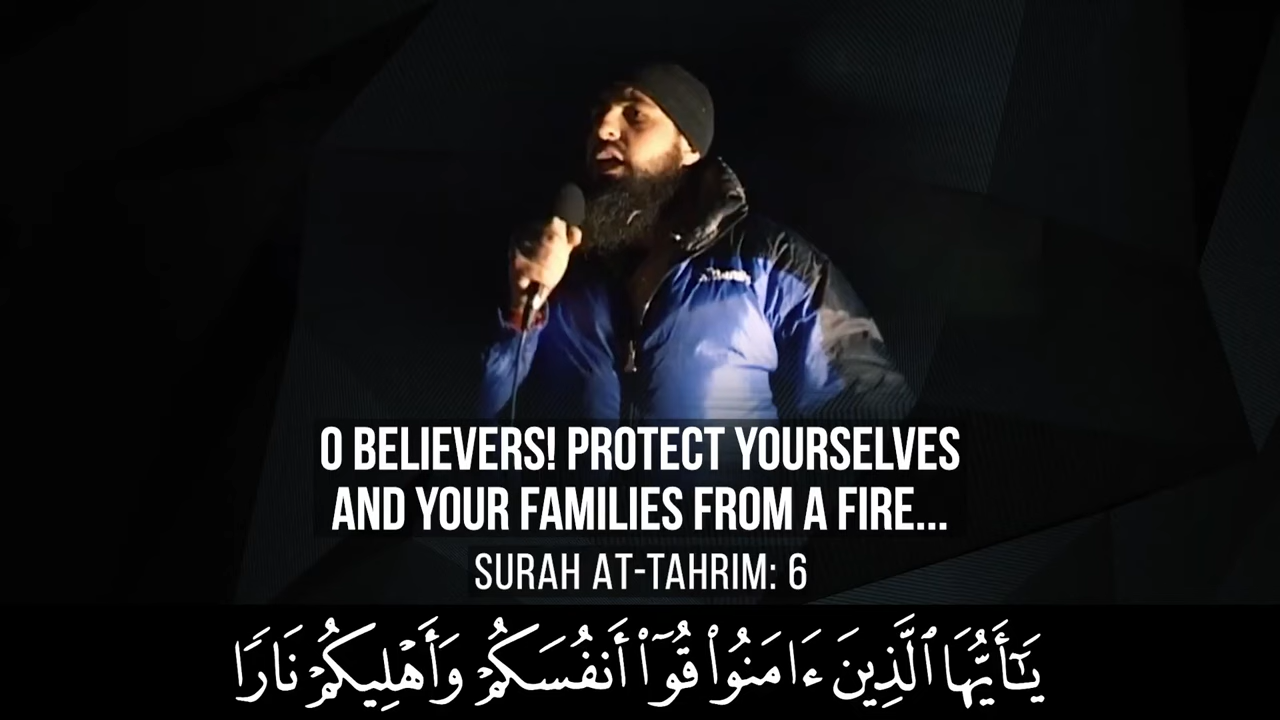 O BELIEVERS! PROTECT YOURSELVES
AND YOUR FAMILIES FROM A FIRE...
SURAH AT-TAHRIM: 6
يَـٰٓأَيُّهَا ٱلَّذِينَ ءَامَنُوا۟ قُوٓا۟ أَنفُسَكُمْ وَأَهْلِيكُمْ نَارًا